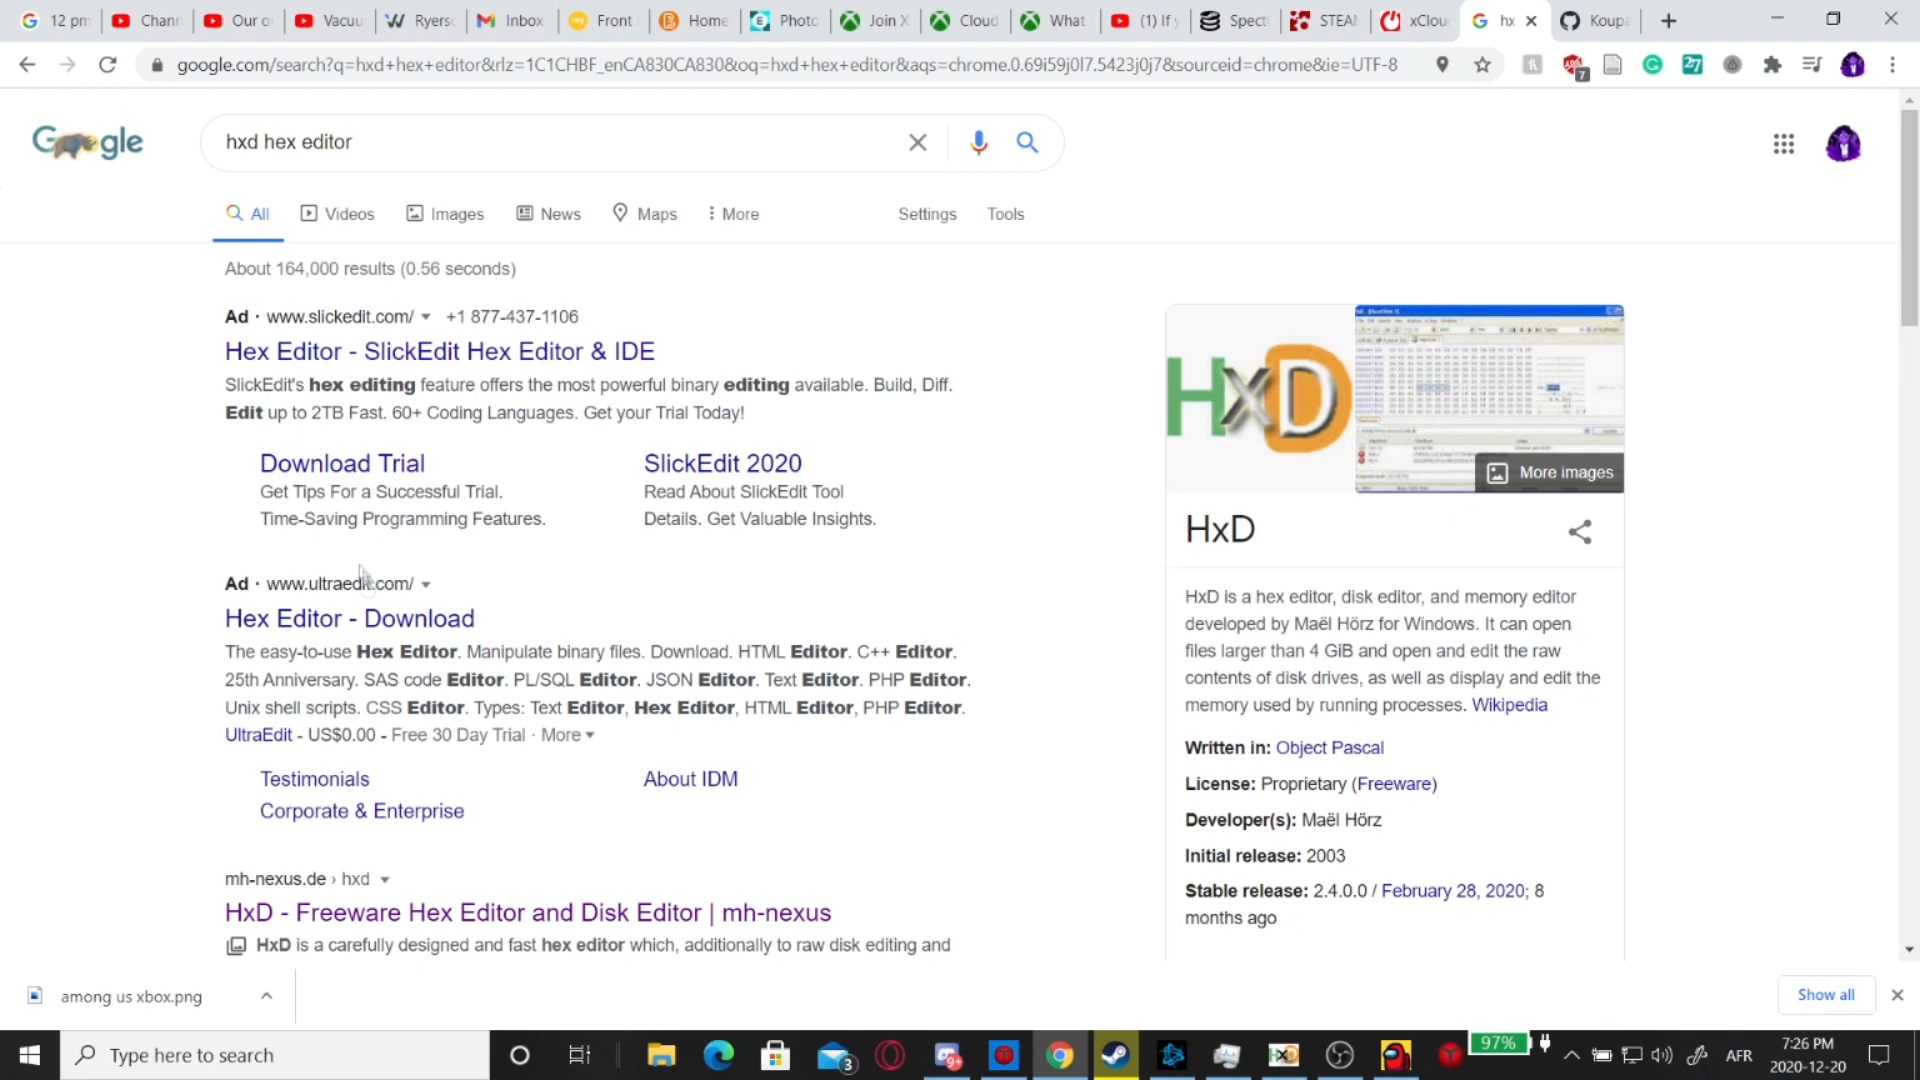 12 pm
Chann
Our o
Vacuu
Ryerso
Inbox
Front
Home
Photo
Join X
Cloud
What
(1) If y
Spect
STEAM
xClou
hx
Koupa
google.com/search?q=hxd+hex+editor&rlz=1C1CHBF_enCA830CA830&oq=hxd+hex+editor&aqs=chrome.0.69i59j0l7.5423j0j7&sourceid=chrome&ie=UTF-8
7
27
Google
hxd hex editor
All
Videos
Images
News
Maps
More
Settings
Tools
About 164,000 results (0.56 seconds)
Ad · www.slickedit.com/ +1 877-437-1106
Hex Editor - SlickEdit Hex Editor & IDE
SlickEdit's hex editing feature offers the most powerful binary editing available. Build, Diff.
Edit up to 2TB Fast. 60+ Coding Languages. Get your Trial Today!
Download Trial
Get Tips For a Successful Trial.
Time-Saving Programming Features.
SlickEdit 2020
Read About SlickEdit Tool
Details. Get Valuable Insights.
Ad · www.ultraedit.com/
Hex Editor - Download
The easy-to-use Hex Editor. Manipulate binary files. Download. HTML Editor. C++ Editor.
25th Anniversary. SAS code Editor. PL/SQL Editor. JSON Editor. Text Editor. PHP Editor.
Unix shell scripts. CSS Editor. Types: Text Editor, Hex Editor, HTML Editor, PHP Editor.
UltraEdit - US$0.00 - Free 30 Day Trial · More
Testimonials
About IDM
Corporate & Enterprise
mh-nexus.de › hxd
HxD - Freeware Hex Editor and Disk Editor | mh-nexus
HxD is a carefully designed and fast hex editor which, additionally to raw disk editing and
HxD
More images
HxD
HxD is a hex editor, disk editor, and memory editor
developed by Maël Hörz for Windows. It can open
files larger than 4 GiB and open and edit the raw
contents of disk drives, as well as display and edit the
memory used by running processes. Wikipedia
Written in: Object Pascal
License: Proprietary (Freeware)
Developer(s): Maël Hörz
Initial release: 2003
Stable release: 2.4.0.0 / February 28, 2020; 8
months ago
among us xbox.png
Show all
Type here to search
3
9+
97%
AFR
7:26 PM
2020-12-20